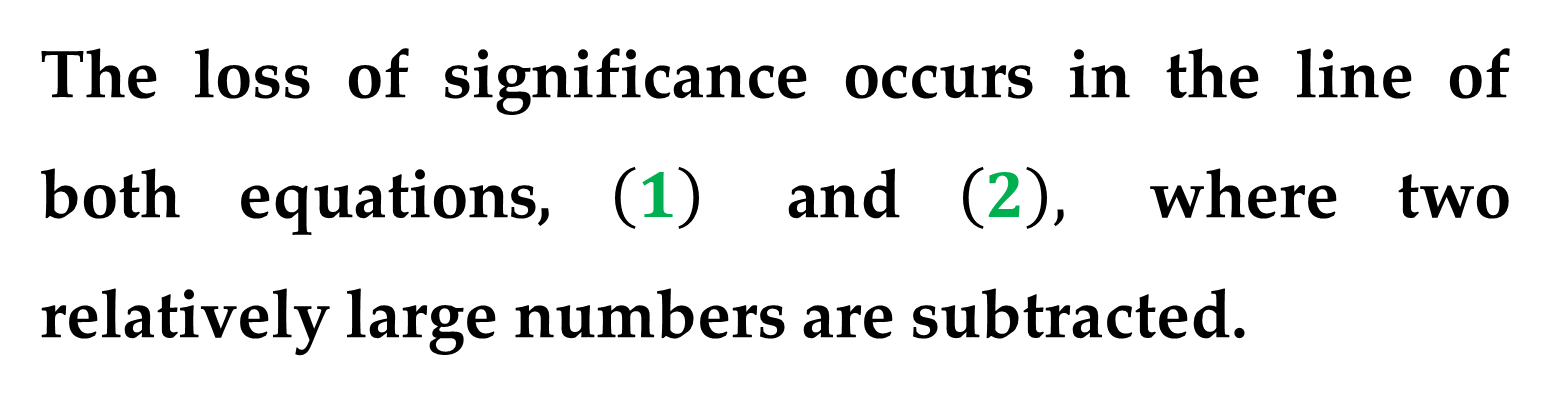 The loss of significance occurs in the line of
both equations, (1) and (2), where two
relatively large numbers are subtracted.